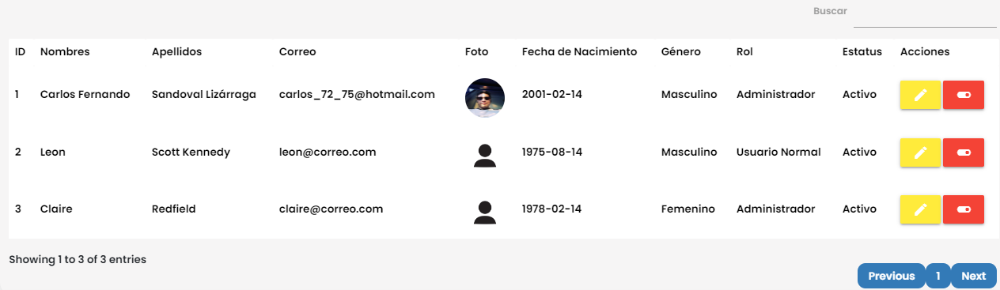 Buscar
ID Nombres Apellidos Correo Foto Fecha de Nacimiento Género Rol Estatus Acciones
1 Carlos Fernando Sandoval Lizárraga carlos_72_75@hotmail.com 2001-02-14 Masculino Administrador Activo
2 Leon Scott Kennedy leon@correo.com 1975-08-14 Masculino Usuario Normal Activo
3 Claire Redfield claire@correo.com 1978-02-14 Femenino Administrador Activo
Showing 1 to 3 of 3 entries
Previous 1 Next